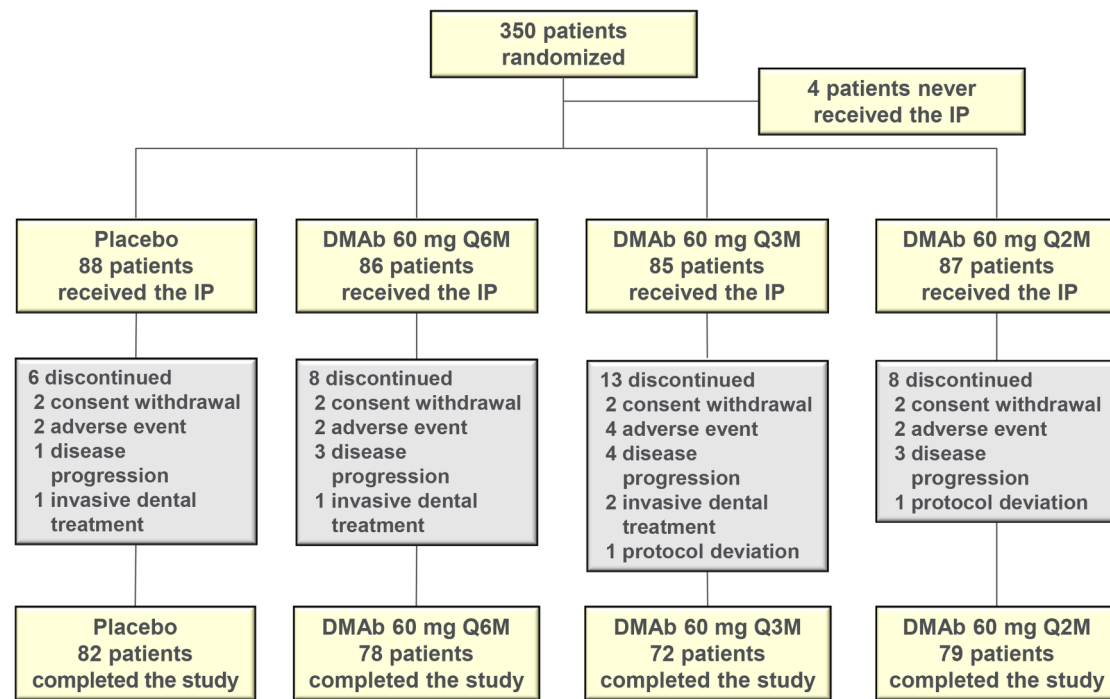 350 patients
randomized
4 patients never
received the IP
Placebo
88 patients
received the IP
DMAb 60 mg Q6M
86 patients
received the IP
DMAb 60 mg Q3M
85 patients
received the IP
DMAb 60 mg Q2M
87 patients
received the IP
6 discontinued
2 consent withdrawal
2 adverse event
1 disease
progression
1 invasive dental
treatment
8 discontinued
2 consent withdrawal
2 adverse event
3 disease
progression
1 invasive dental
treatment
13 discontinued
2 consent withdrawal
4 adverse event
4 disease
progression
2 invasive dental
treatment
1 protocol deviation
8 discontinued
2 consent withdrawal
2 adverse event
3 disease
progression
1 protocol deviation
Placebo
82 patients
completed the study
DMAb 60 mg Q6M
78 patients
completed the study
DMAb 60 mg Q3M
72 patients
completed the study
DMAb 60 mg Q2M
79 patients
completed the study